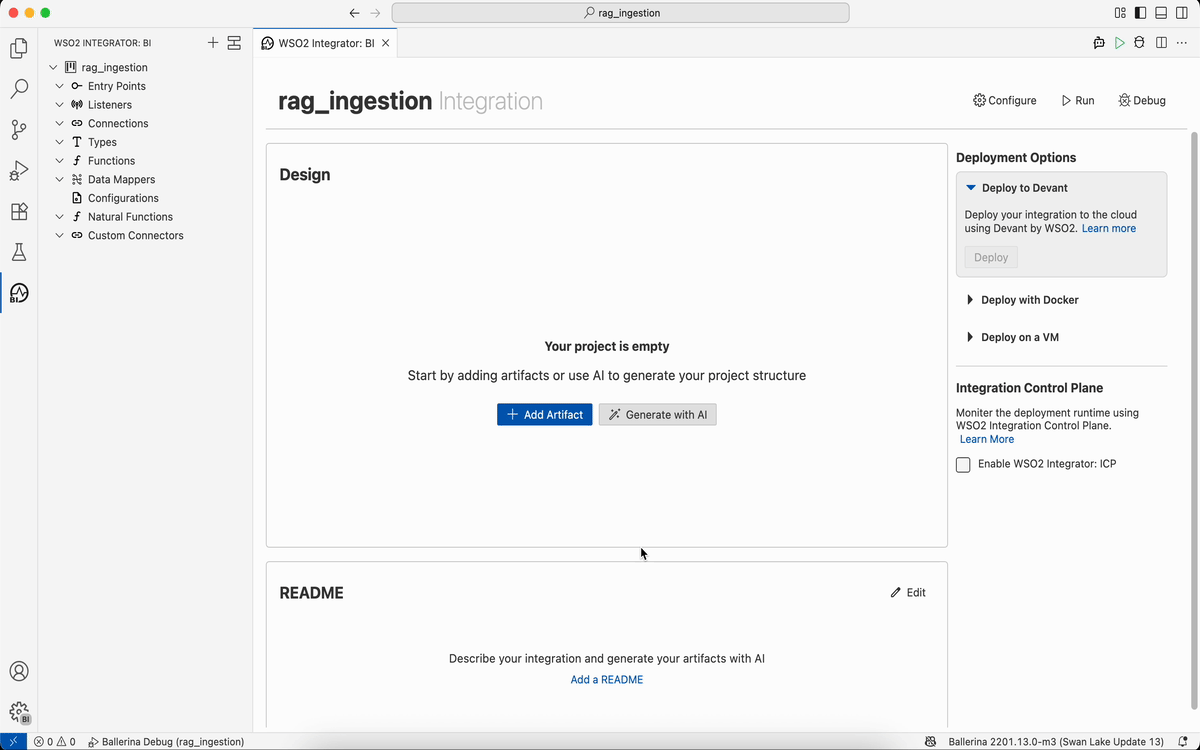 rag_ingestion
WSO2 INTEGRATOR: BI
rag_ingestion
Entry Points
Listeners
Connections
Types
Functions
Data Mappers
Configurations
Natural Functions
Custom Connectors
BI
BI
WSO2 Integrator: BI
rag_ingestion Integration
Configure
Run
Debug
Design
Your project is empty
Start by adding artifacts or use AI to generate your project structure
Add Artifact
Generate with AI
README
Edit
Describe your integration and generate your artifacts with AI
Add a README
Deployment Options
Deploy to Devant
Deploy your integration to the cloud
using Devant by WSO2. Learn more
Deploy
Deploy with Docker
Deploy on a VM
Integration Control Plane
Moniter the deployment runtime using
WSO2 Integration Control Plane.
Learn More
Enable WSO2 Integrator: ICP
0 0 Ballerina Debug (rag_ingestion)
Ballerina 2201.13.0-m3 (Swan Lake Update 13)